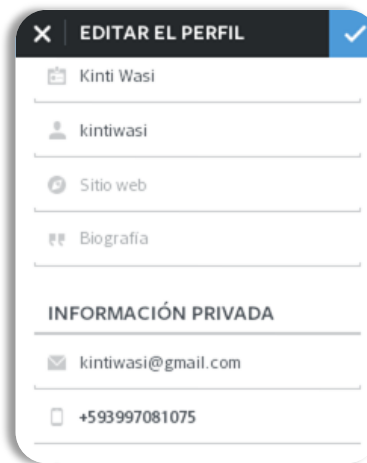 EDITAR EL PERFIL
Kinti Wasi
kintiwasi
Sitio web
Biografía
INFORMACIÓN PRIVADA
kintiwasi@gmail.com
+593997081075